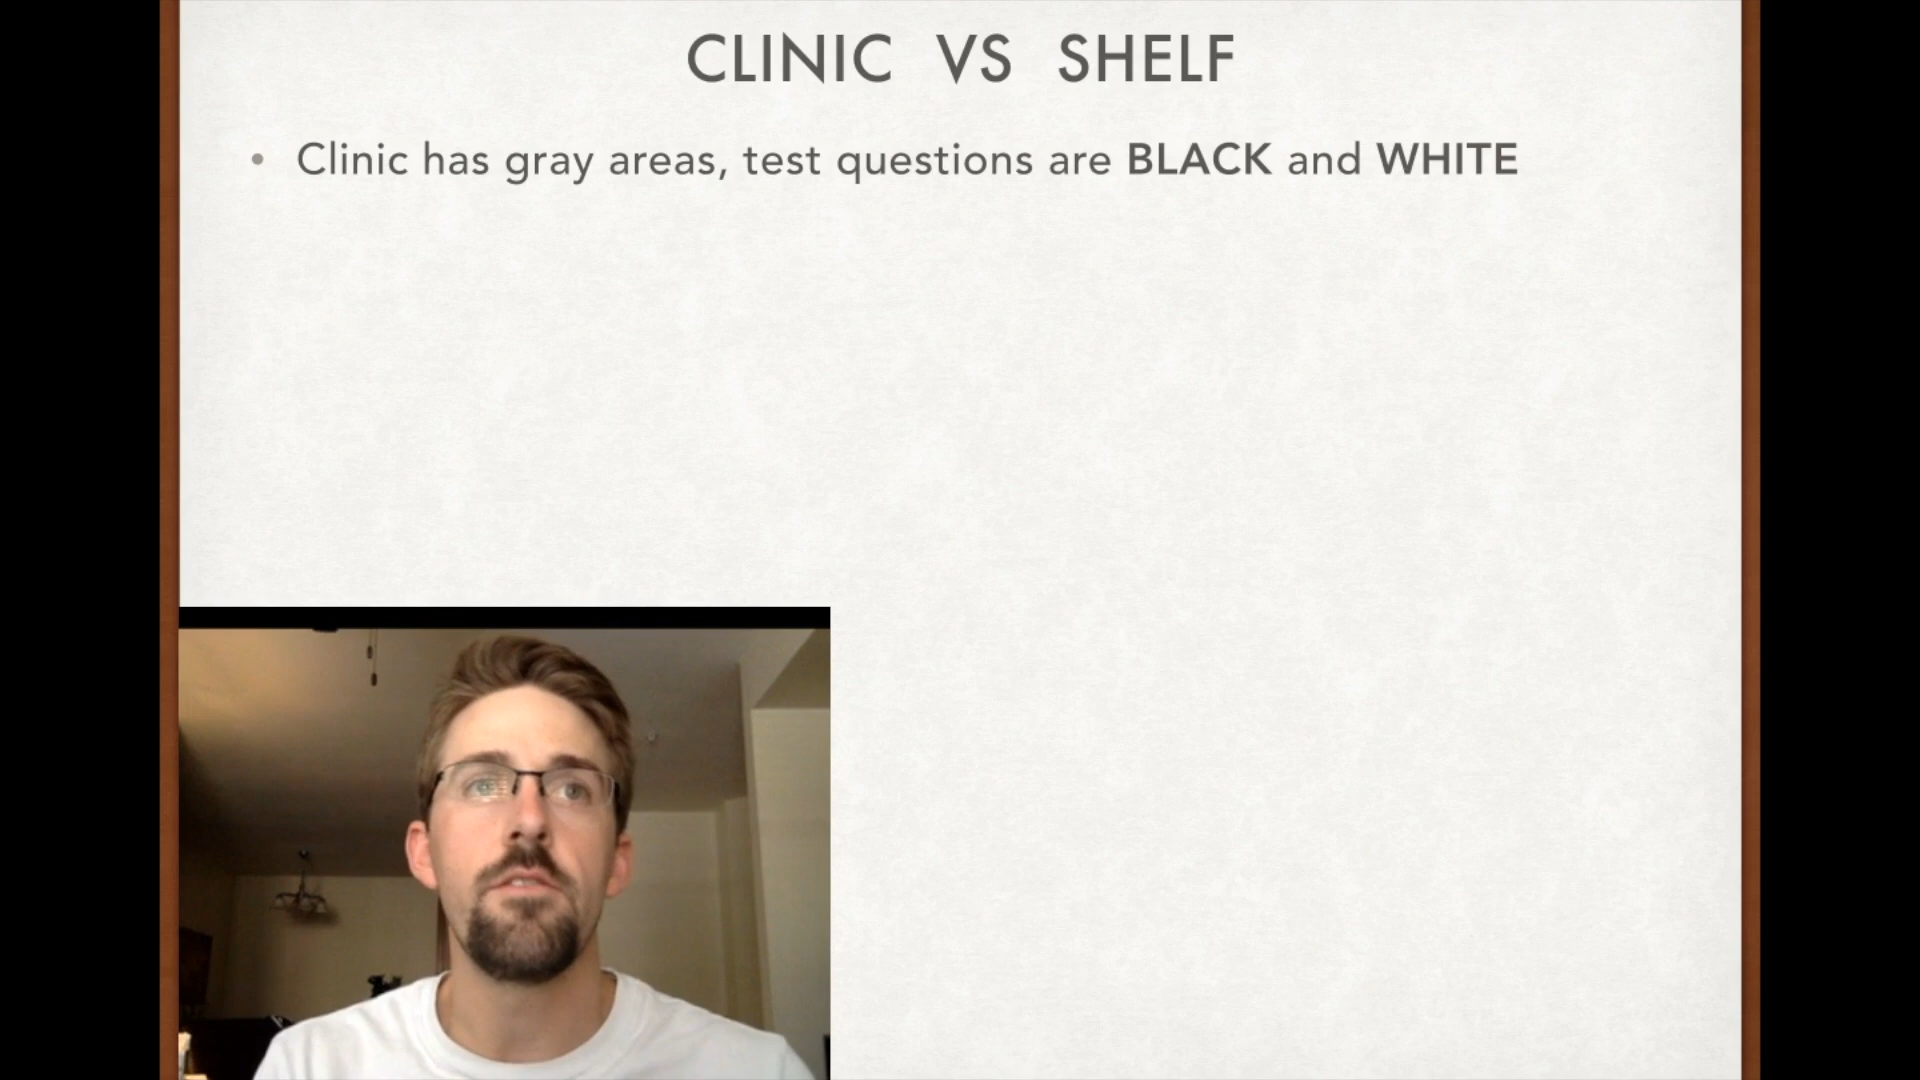 CLINIC VS SHELF
• Clinic has gray areas, test questions are BLACK and WHITE